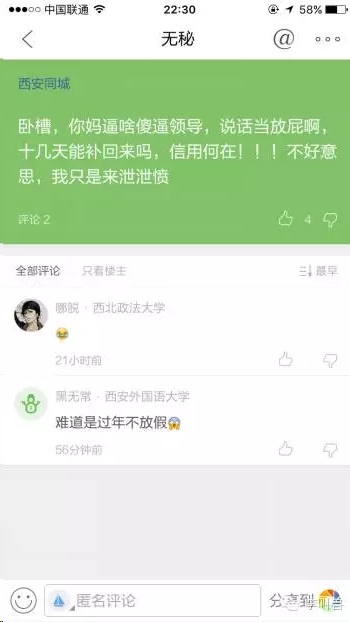 中国联通 22:30 58%
无秘 @
西安同城
卧槽，你妈逼啥傻逼领导，说话当放屁啊，
十几天能补回来吗，信用何在！！！不好意
思，我只是来泄泄愤
评论 2 4
全部评论 只看楼主 最早
哪脱 · 西北政法大学
😂
21小时前
黑无常 · 西安外国语大学
难道是过年不放假😱
56分钟前
匿名评论 分享到